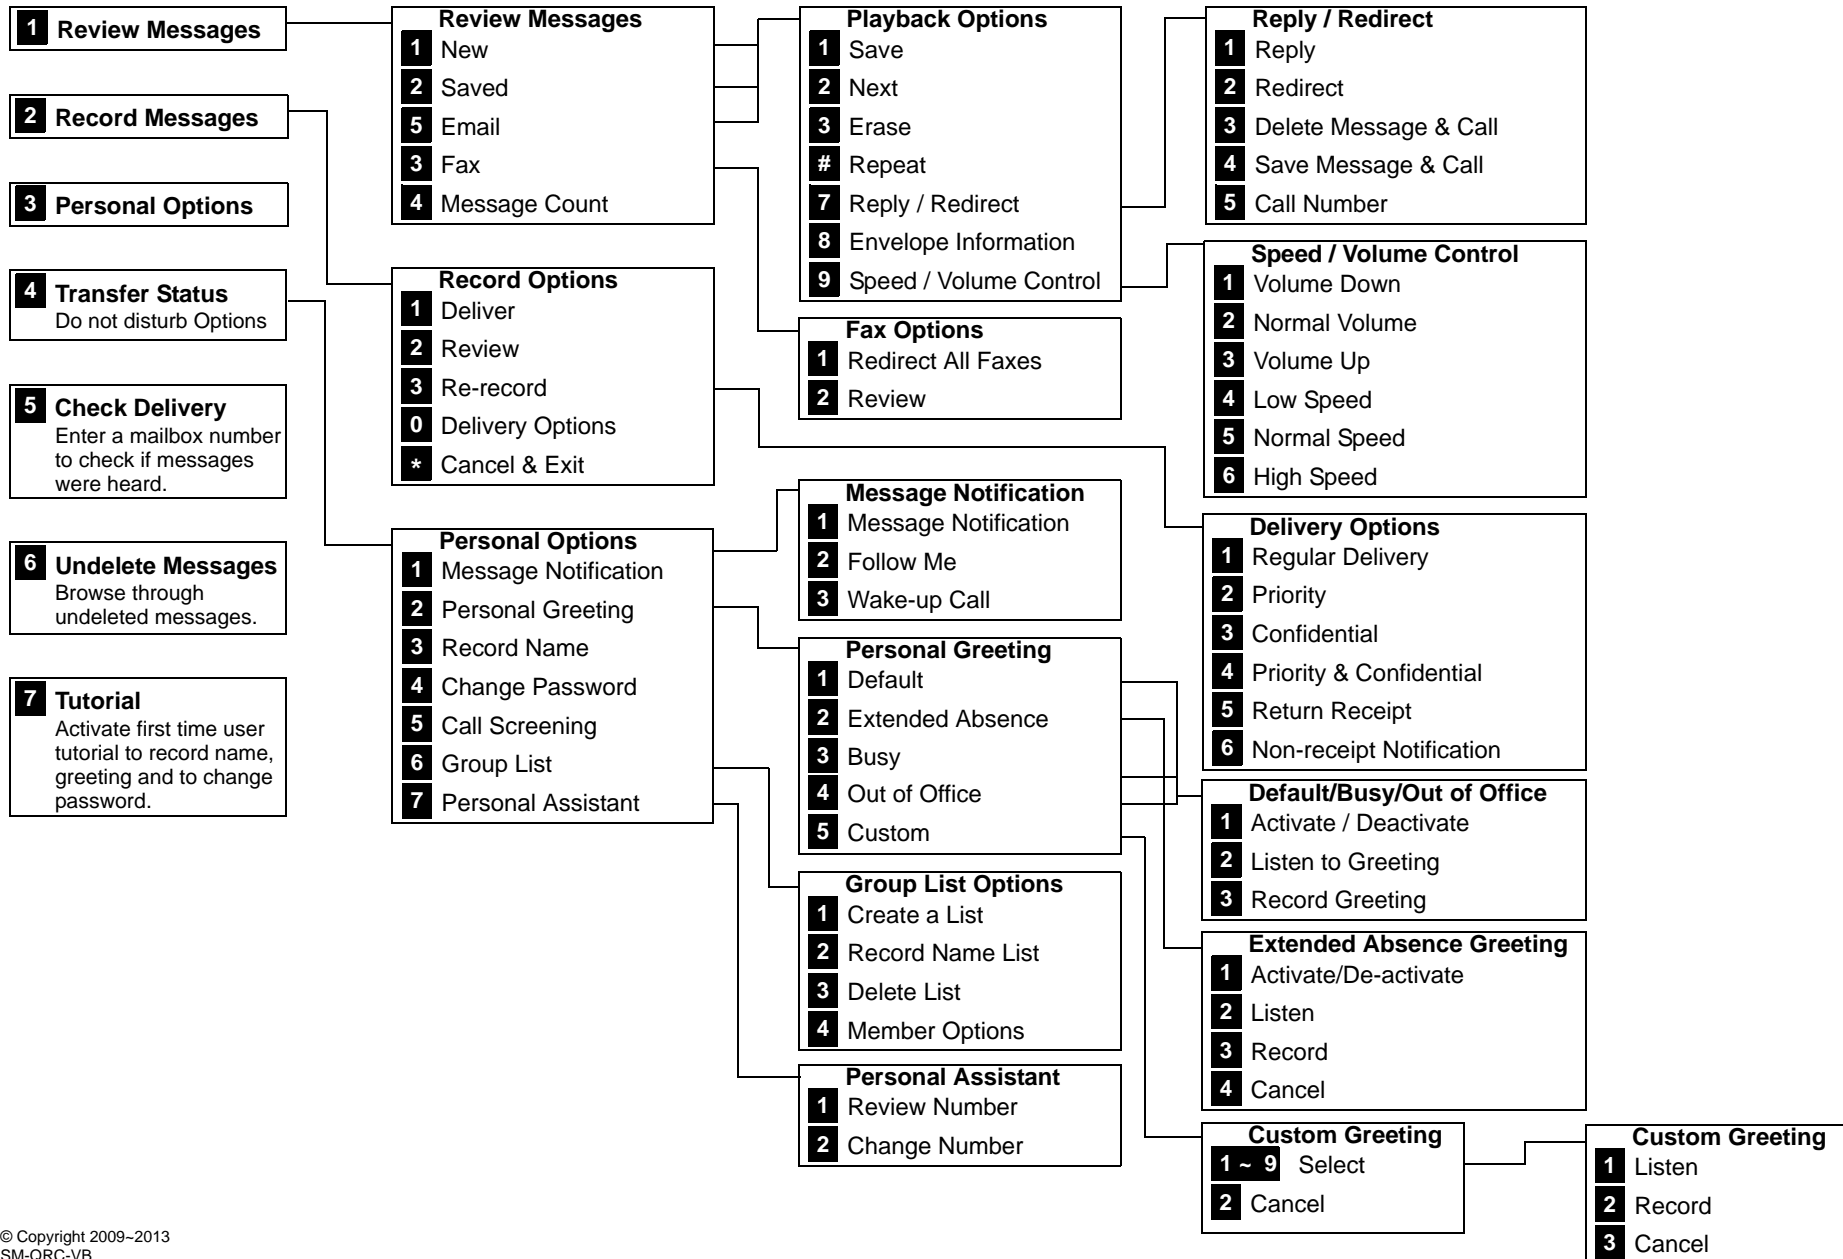 1 Review Messages
2 Record Messages
3 Personal Options
4 Transfer Status
Do not disturb Options
5 Check Delivery
Enter a mailbox number
to check if messages
were heard.
6 Undelete Messages
Browse through
undeleted messages.
7 Tutorial
Activate first time user
tutorial to record name,
greeting and to change
password.
Review Messages
1 New
2 Saved
5 Email
3 Fax
4 Message Count
Record Options
1 Deliver
2 Review
3 Re-record
0 Delivery Options
* Cancel & Exit
Personal Options
1 Message Notification
2 Personal Greeting
3 Record Name
4 Change Password
5 Call Screening
6 Group List
7 Personal Assistant
Playback Options
1 Save
2 Next
3 Erase
# Repeat
7 Reply / Redirect
8 Envelope Information
9 Speed / Volume Control
Fax Options
1 Redirect All Faxes
2 Review
Message Notification
1 Message Notification
2 Follow Me
3 Wake-up Call
Personal Greeting
1 Default
2 Extended Absence
3 Busy
4 Out of Office
5 Custom
Group List Options
1 Create a List
2 Record Name List
3 Delete List
4 Member Options
Personal Assistant
1 Review Number
2 Change Number
Reply / Redirect
1 Reply
2 Redirect
3 Delete Message & Call
4 Save Message & Call
5 Call Number
Speed / Volume Control
1 Volume Down
2 Normal Volume
3 Volume Up
4 Low Speed
5 Normal Speed
6 High Speed
Delivery Options
1 Regular Delivery
2 Priority
3 Confidential
4 Priority & Confidential
5 Return Receipt
6 Non-receipt Notification
Default/Busy/Out of Office
1 Activate / Deactivate
2 Listen to Greeting
3 Record Greeting
Extended Absence Greeting
1 Activate/De-activate
2 Listen
3 Record
4 Cancel
Custom Greeting
1 ~ 9 Select
2 Cancel
Custom Greeting
1 Listen
2 Record
3 Cancel
© Copyright 2009~2013
SM-QRC-VB